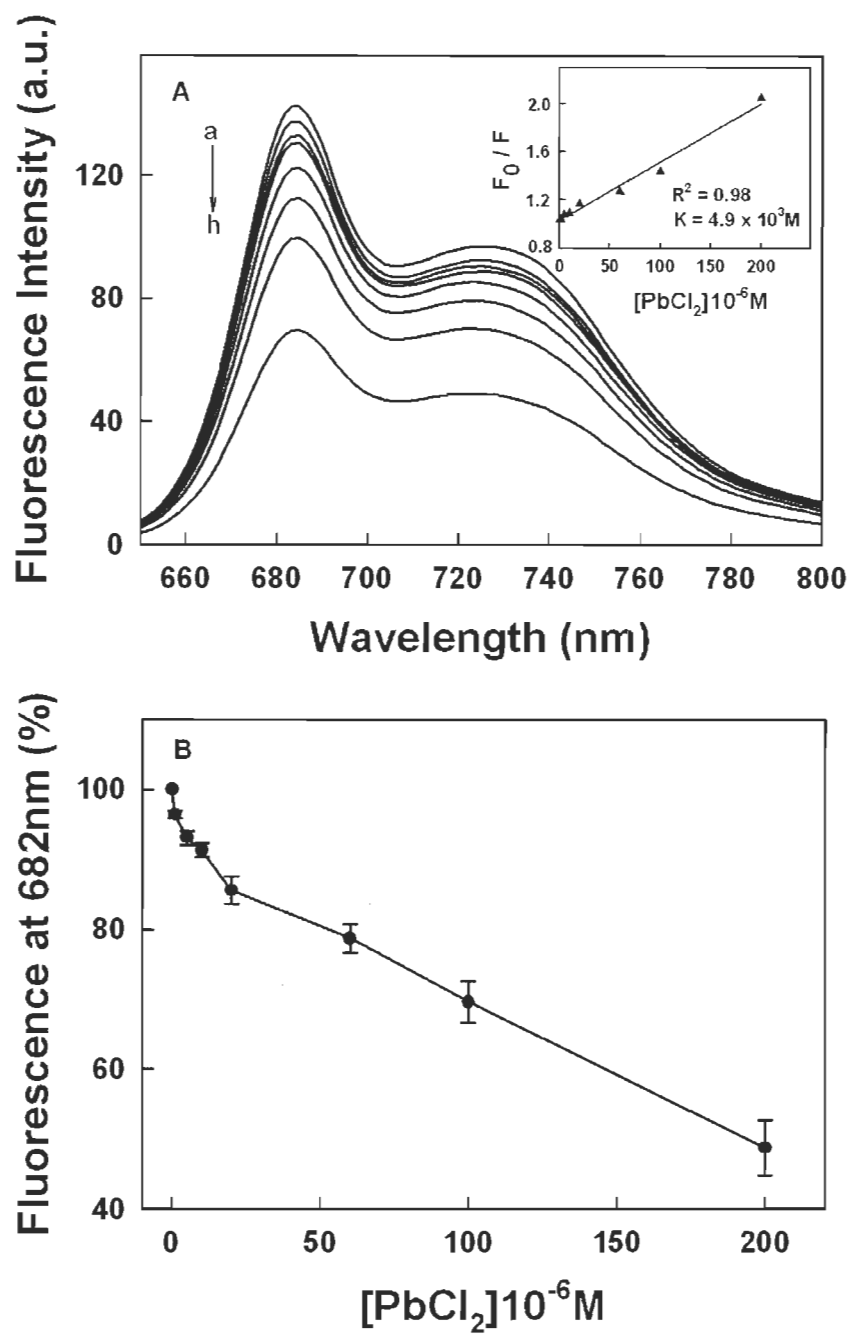 Fluorescence Intensity (a.u.)
A
a
h
120
80
40
0
660 680 700 720 740 760 780 800
Wavelength (nm)
F₀ / F
2.0
1.6
1.2
0.8
R² = 0.98
K = 4.9 x 10³M
0 50 100 150 200
[PbCl₂]10⁻⁶M
Fluorescence at 682nm (%)
B
100
80
60
40
0 50 100 150 200
[PbCl₂]10⁻⁶M